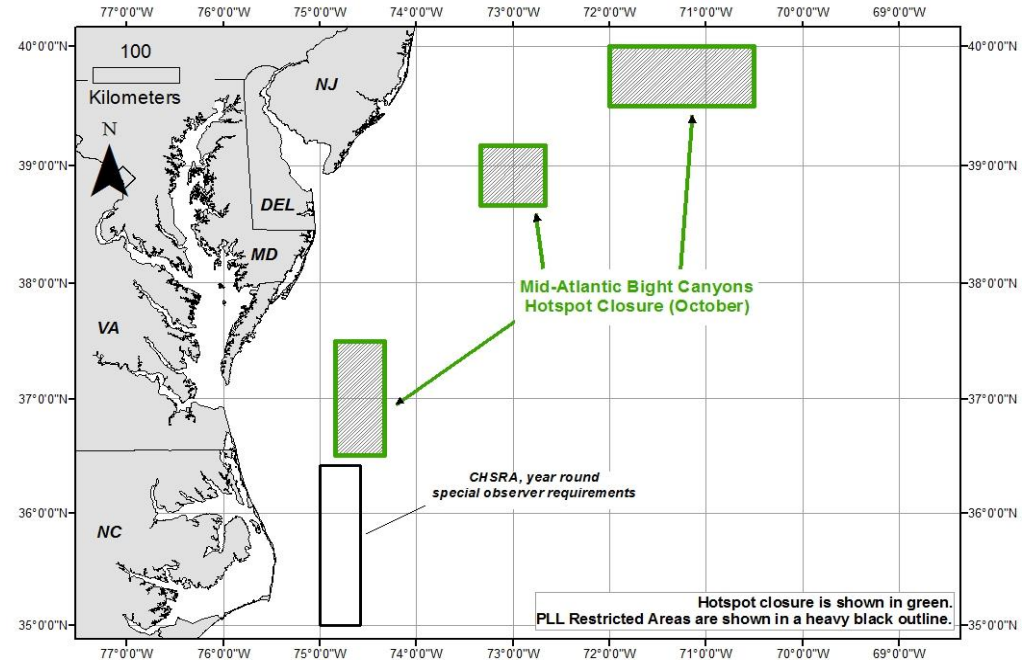 77°0'0"W 76°0'0"W 75°0'0"W 74°0'0"W 73°0'0"W 72°0'0"W 71°0'0"W 70°0'0"W 69°0'0"W
40°0'0"N 40°0'0"N
100
Kilometers
NJ
N
39°0'0"N 39°0'0"N
DEL
MD
38°0'0"N 38°0'0"N
Mid-Atlantic Bight Canyons
Hotspot Closure (October)
VA
37°0'0"N 37°0'0"N
CHSRA, year round
special observer requirements
36°0'0"N 36°0'0"N
NC
Hotspot closure is shown in green.
PLL Restricted Areas are shown in a heavy black outline.
35°0'0"N 35°0'0"N
77°0'0"W 76°0'0"W 75°0'0"W 74°0'0"W 73°0'0"W 72°0'0"W 71°0'0"W 70°0'0"W 69°0'0"W